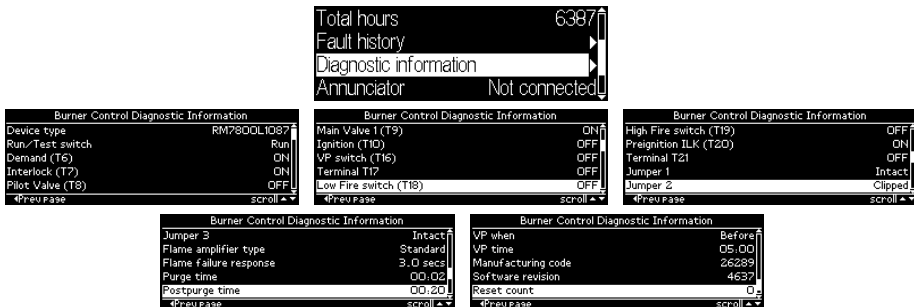 Total hours 6387
Fault history
Diagnostic information
Annunciator Not connected
Burner Control Diagnostic Information
Device type RM7800L1087
Run/Test switch Run
Demand (T6) ON
Interlock (T7) ON
Pilot Valve (T8) OFF
Prev page scroll
Burner Control Diagnostic Information
Main Valve 1 (T9) ON
Ignition (T10) OFF
VP switch (T16) OFF
Terminal T17 OFF
Low Fire switch (T18) OFF
Prev page scroll
Burner Control Diagnostic Information
High Fire switch (T19) OFF
Preignition ILK (T20) ON
Terminal T21 OFF
Jumper 1 Intact
Jumper 2 Clipped
Prev page scroll
Burner Control Diagnostic Information
Jumper 3 Intact
Flame amplifier type Standard
Flame failure response 3.0 secs
Purge time 00:02
Postpurge time 00:20
Prev page scroll
Burner Control Diagnostic Information
VP when Before
VP time 05:00
Manufacturing code 26289
Software revision 4637
Reset count 0
Prev page scroll